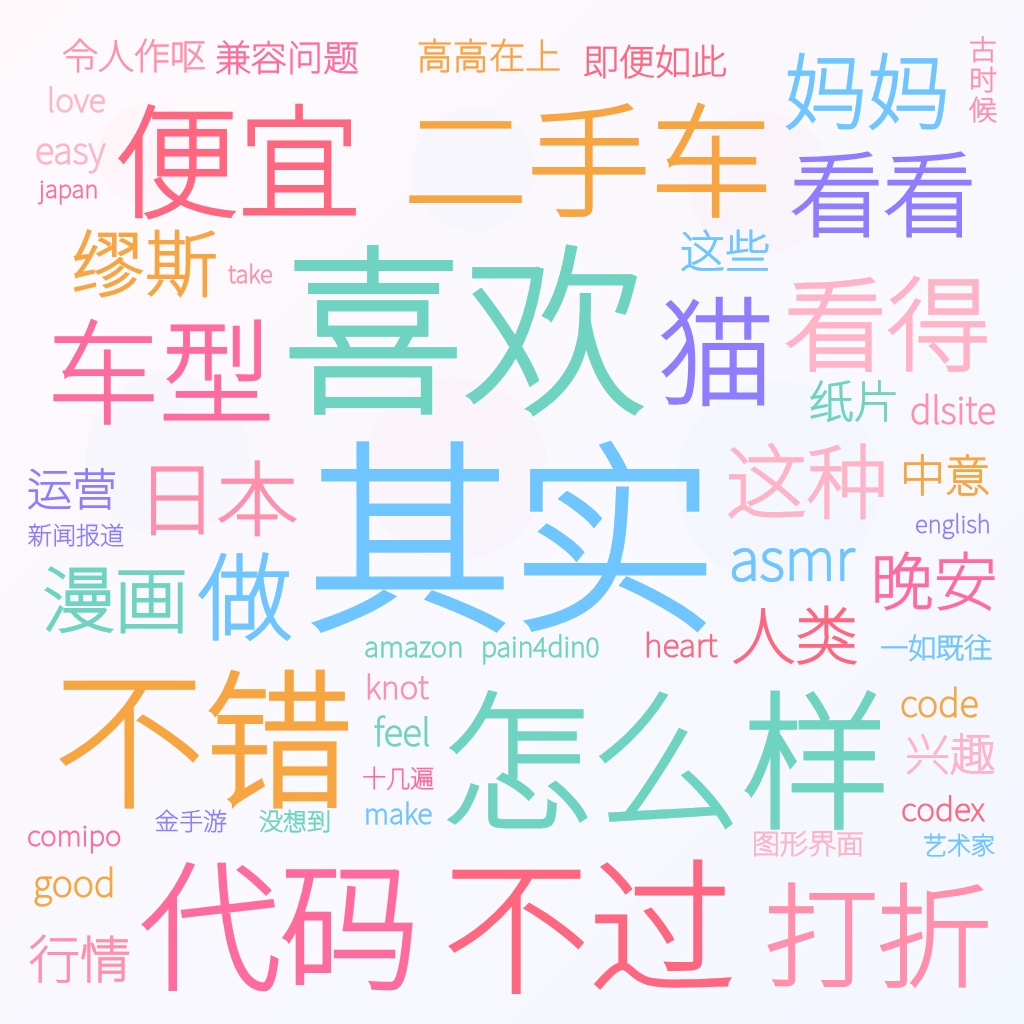 令人作呕
兼容问题
高高在上
即便如此
妈妈
古时候
love
easy
japan
便宜
二手车
看看
缪斯
take
这些
喜欢
猫
看得
车型
纸片
dlsite
其实
这种
中意
运营
日本
新闻报道
english
asmr
晚安
漫画
做
人类
一如既往
amazon
pain4din0
heart
不错
knot
feel
十几遍
make
怎么样
code
兴趣
codex
comipo
金手游
没想到
图形界面
艺术家
good
代码
不过
打折
行情